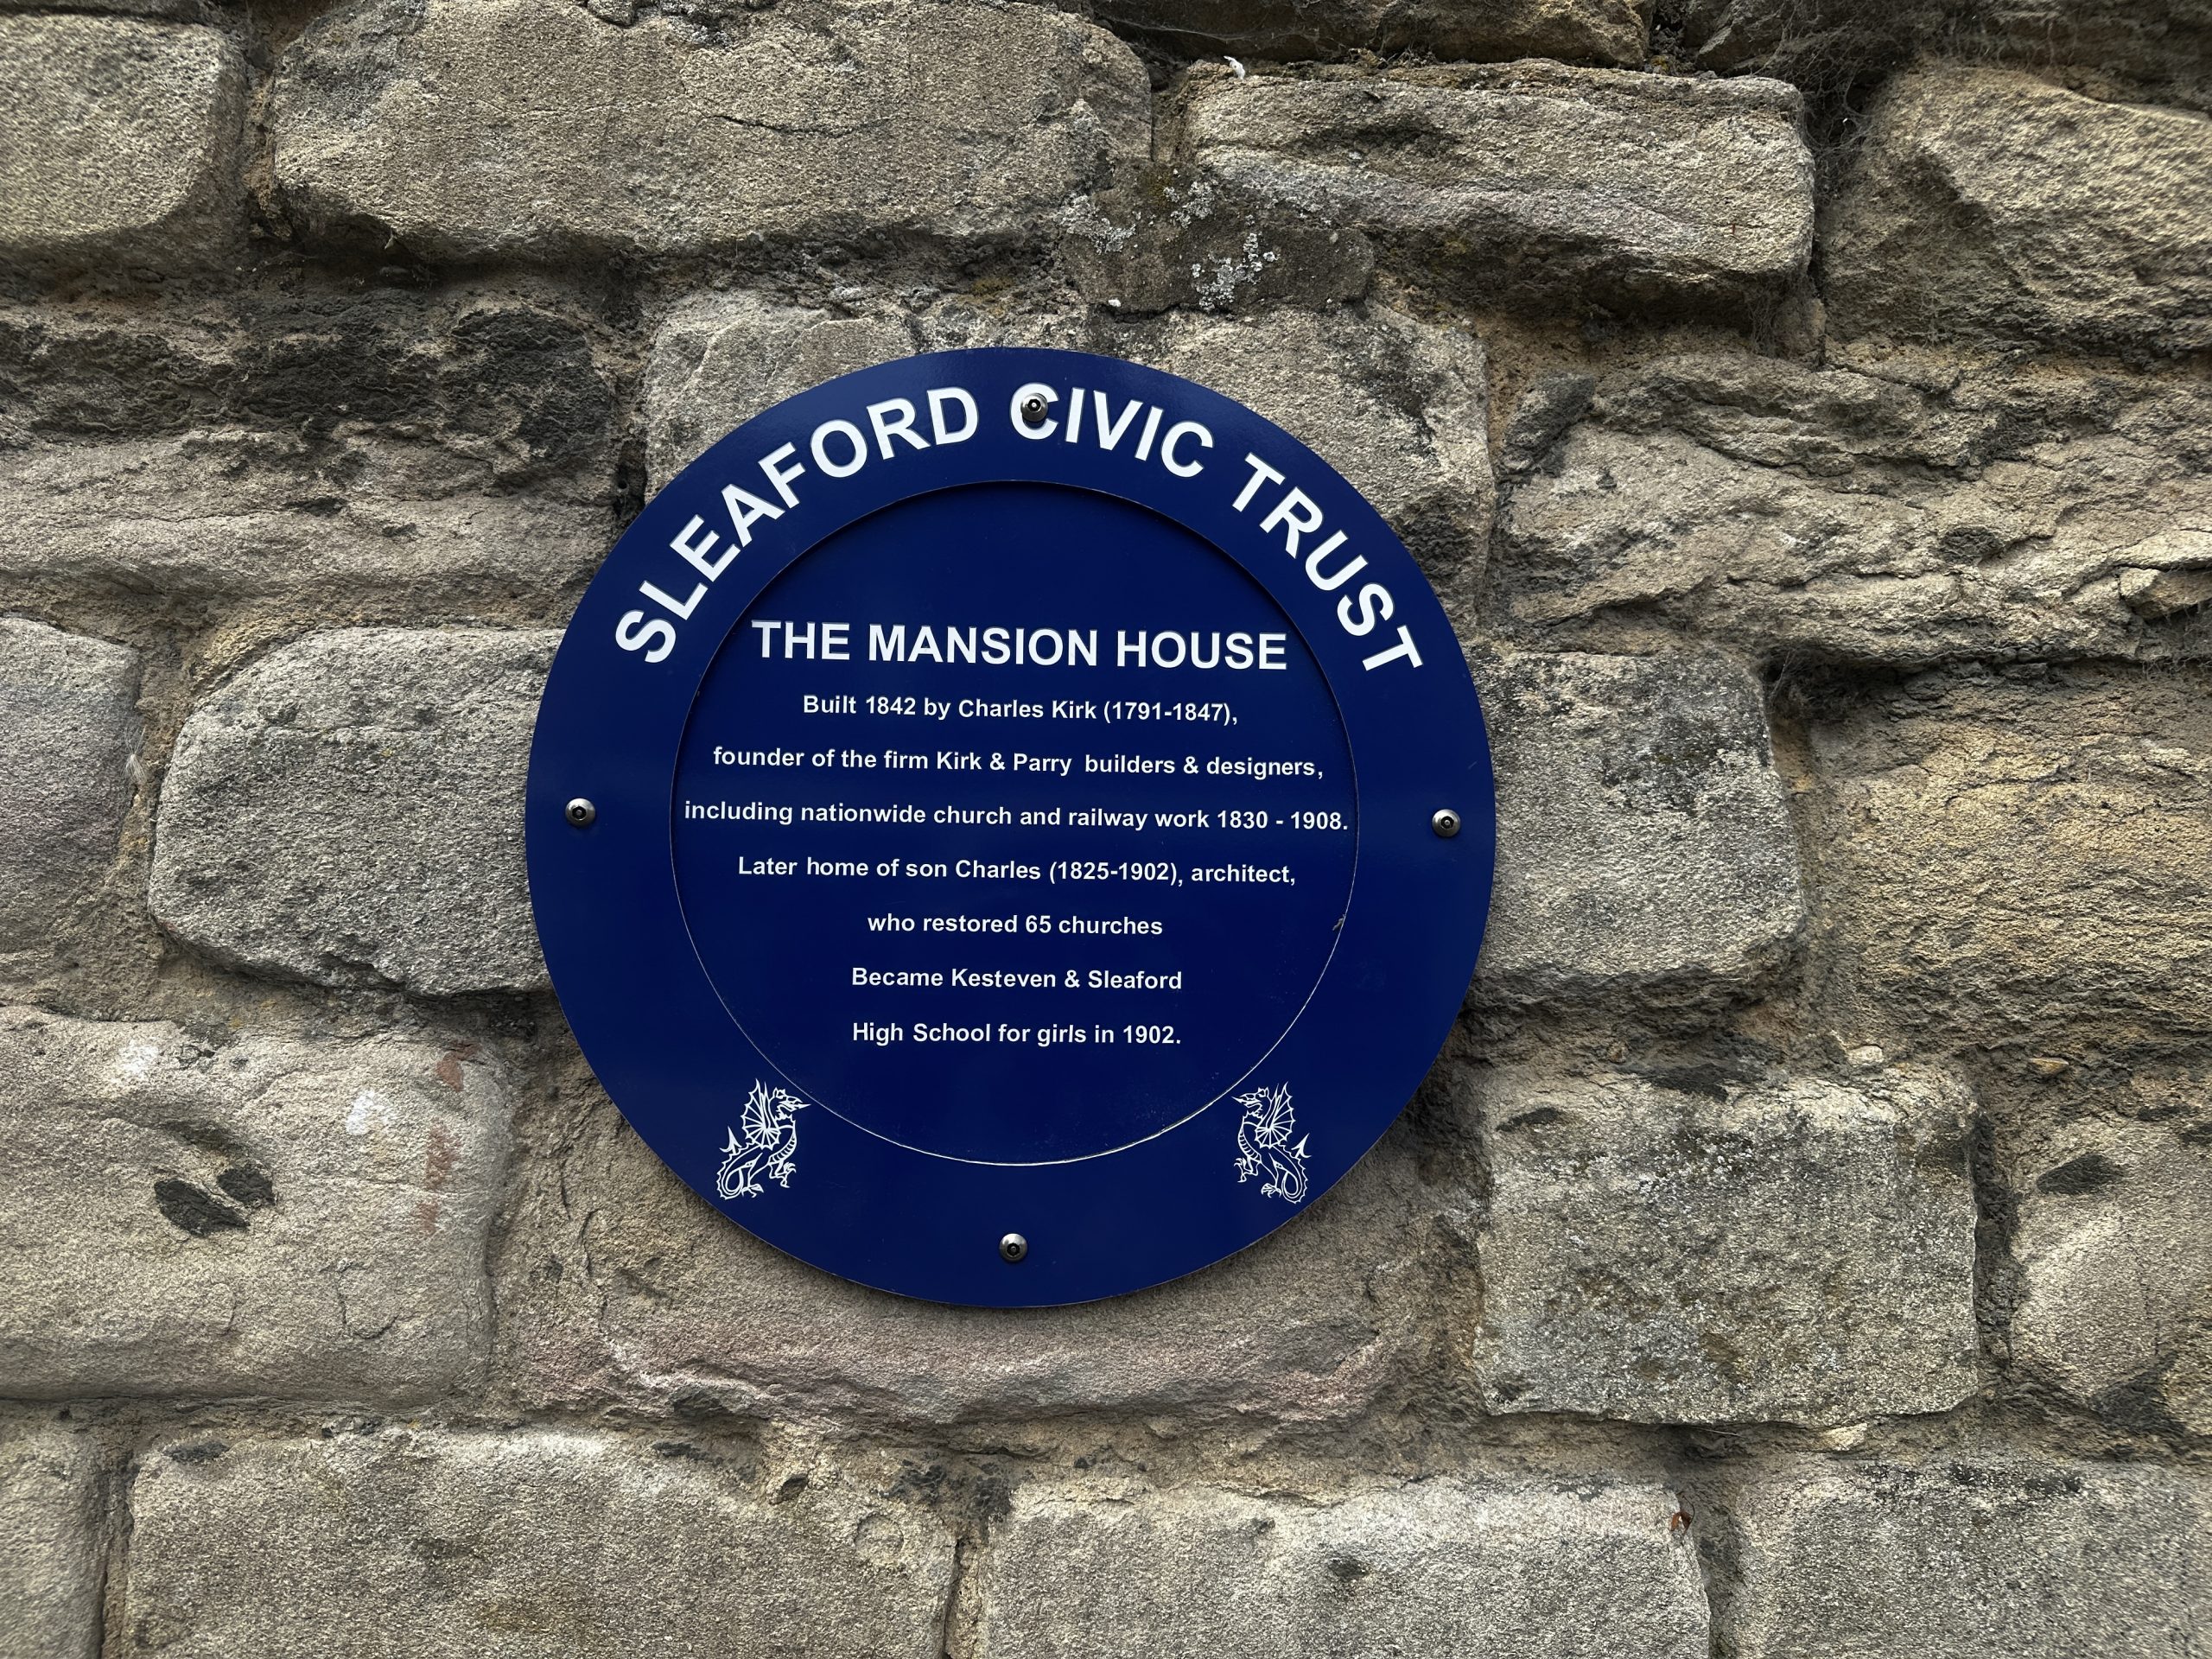 SLEAFORD CIVIC TRUST
THE MANSION HOUSE
Built 1842 by Charles Kirk (1791-1847),
founder of the firm Kirk & Parry builders & designers,
including nationwide church and railway work 1830 - 1908.
Later home of son Charles (1825-1902), architect,
who restored 65 churches
Became Kesteven & Sleaford
High School for girls in 1902.